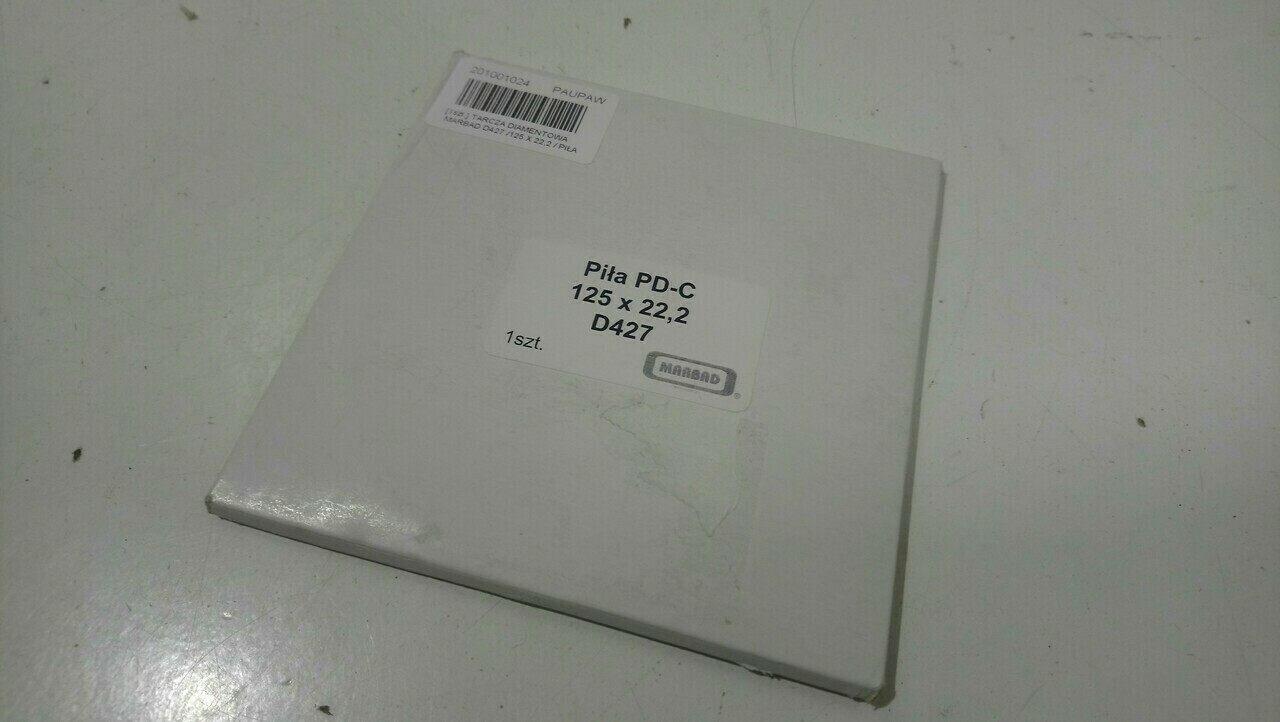 201001024 PAUPAW
TARCZA DIAMENTOWA
MARBAD D427 /125 X 22.2 / PIŁA
Piła PD-C
125 x 22,2
D427
1szt.
MARBAD
®